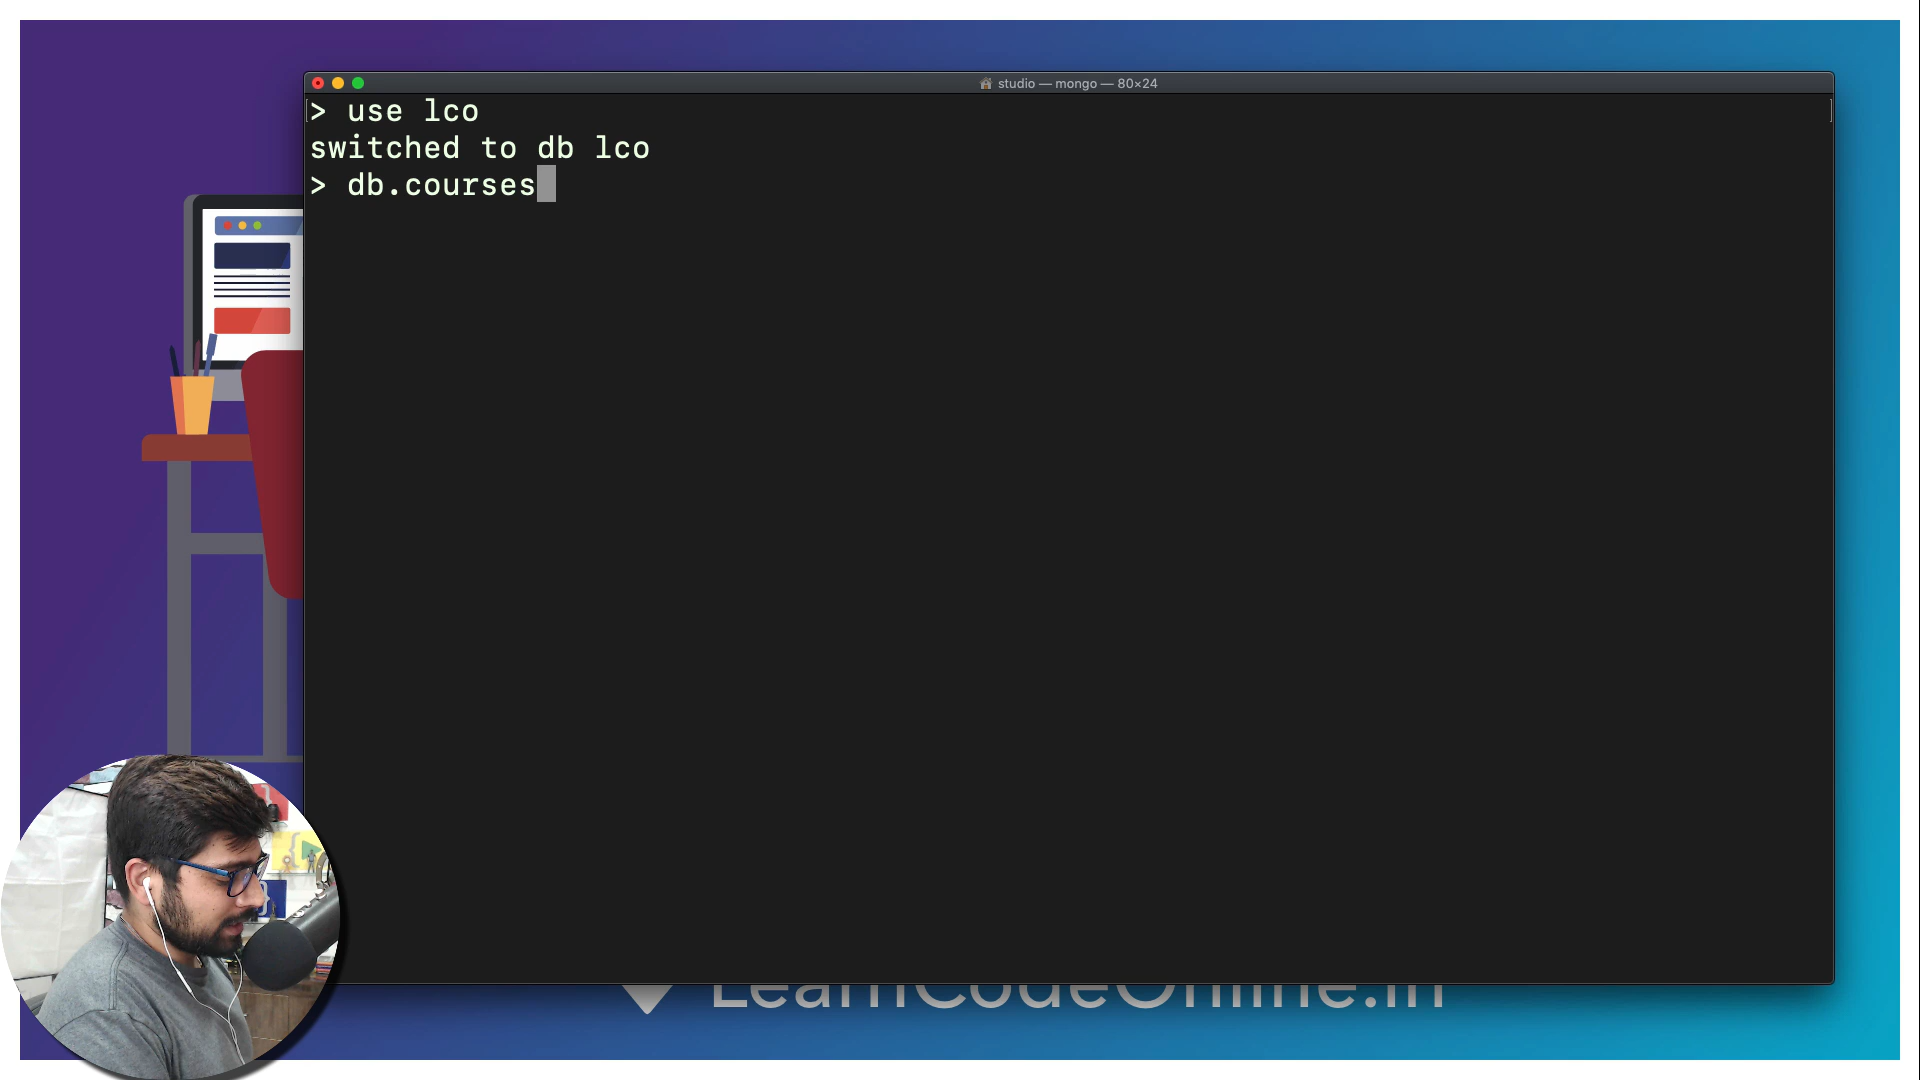 studio — mongo — 80×24
> use lco
switched to db lco
> db.courses
LearnCodeOnline.in